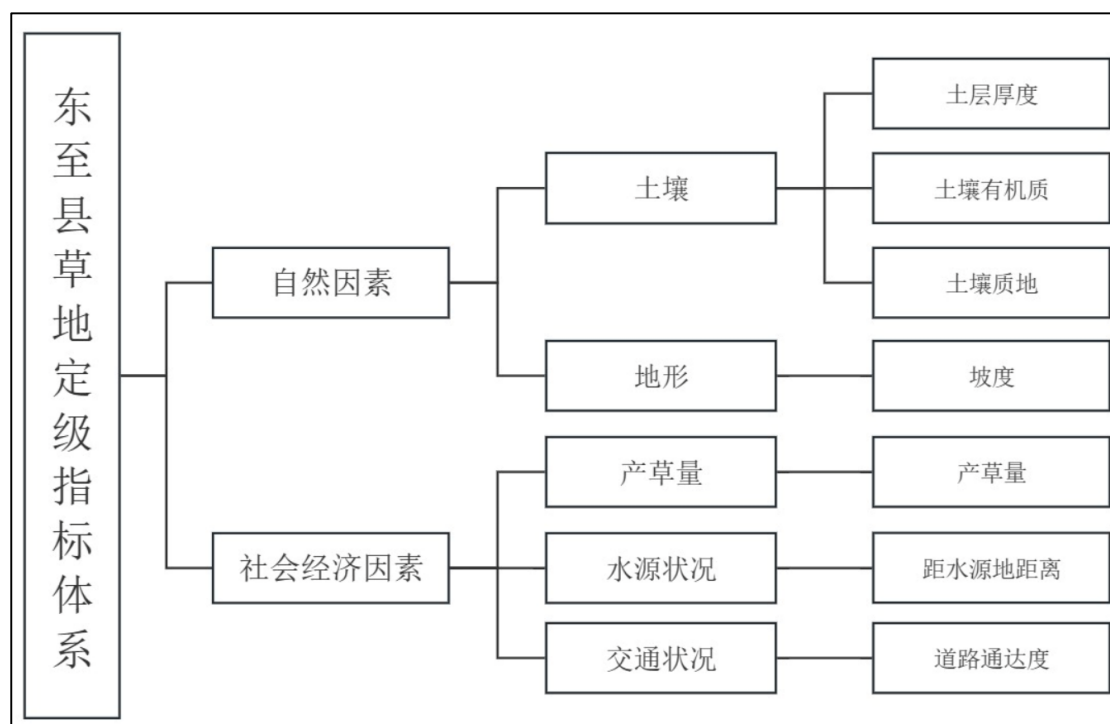 东至县草地定级指标体系
自然因素
社会经济因素
土壤
地形
产草量
水源状况
交通状况
土层厚度
土壤有机质
土壤质地
坡度
产草量
距水源地距离
道路通达度